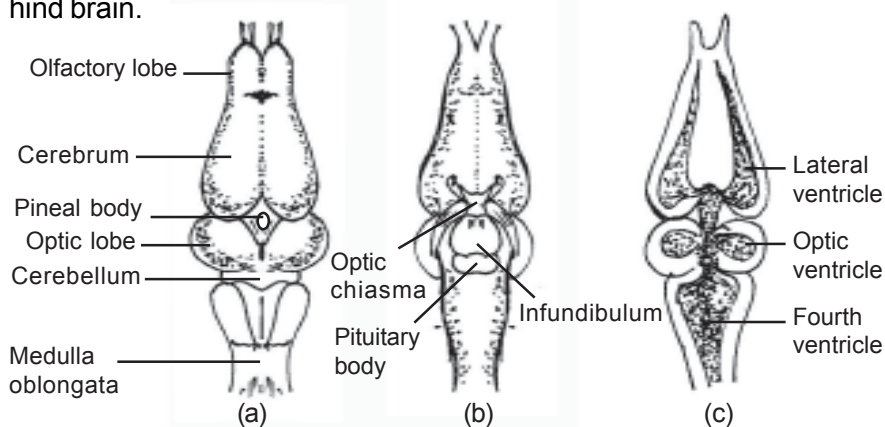 hind brain.
Olfactory lobe
Cerebrum
Pineal body
Optic lobe
Cerebellum
Medulla
oblongata
(a)
Optic
chiasma
Pituitary
body
Infundibulum
(b)
Lateral
ventricle
Optic
ventricle
Fourth
ventricle
(c)